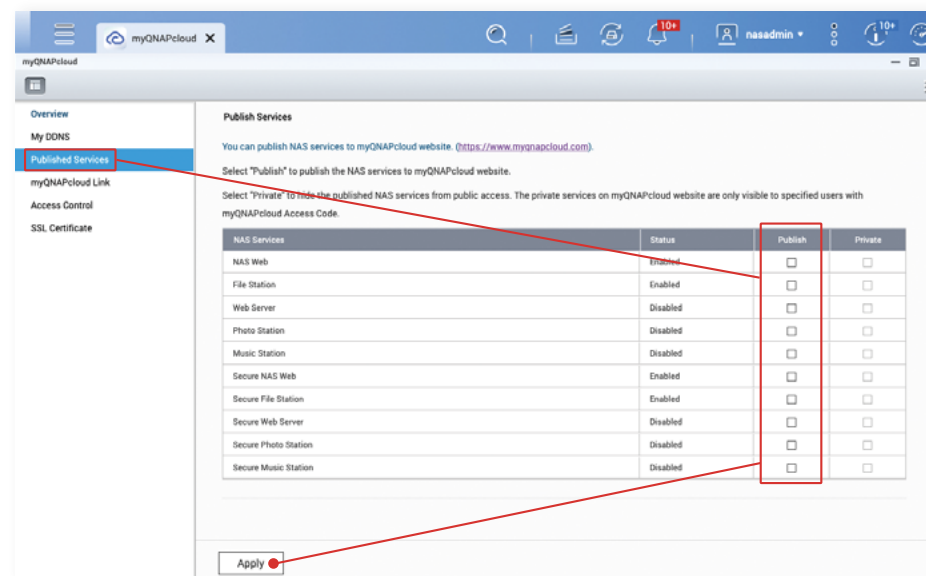 myQNAPcloud X
10+
nasadmin
10+
myQNAPcloud
Overview
My DDNS
Published Services
myQNAPcloud Link
Access Control
SSL Certificate
Publish Services
You can publish NAS services to myQNAPcloud website. (https://www.myqnapcloud.com).
Select "Publish" to publish the NAS services to myQNAPcloud website.
Select "Private" to hide the published NAS services from public access. The private services on myQNAPcloud website are only visible to specified users with
myQNAPcloud Access Code.
NAS Services Status Publish Private
NAS Web Enabled
File Station Enabled
Web Server Disabled
Photo Station Disabled
Music Station Disabled
Secure NAS Web Enabled
Secure File Station Enabled
Secure Web Server Disabled
Secure Photo Station Disabled
Secure Music Station Disabled
Apply